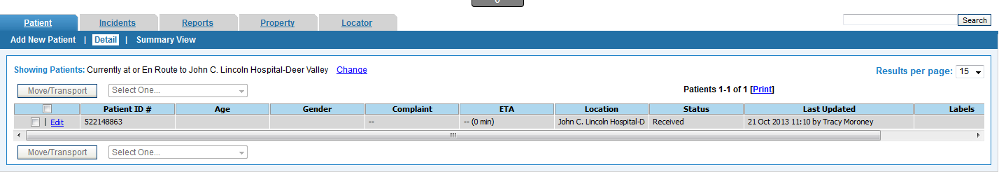 0
Patient Incidents Reports Property Locator Search
Add New Patient | Detail | Summary View
Showing Patients: Currently at or En Route to John C. Lincoln Hospital-Deer Valley Change Results per page: 15
Move/Transport Select One... Patients 1-1 of 1 [Print]
Patient ID # Age Gender Complaint ETA Location Status Last Updated Labels
Edit 522148863 -- -- (0 min) John C. Lincoln Hospital-D Received 21 Oct 2013 11:10 by Tracy Moroney
Move/Transport Select One...